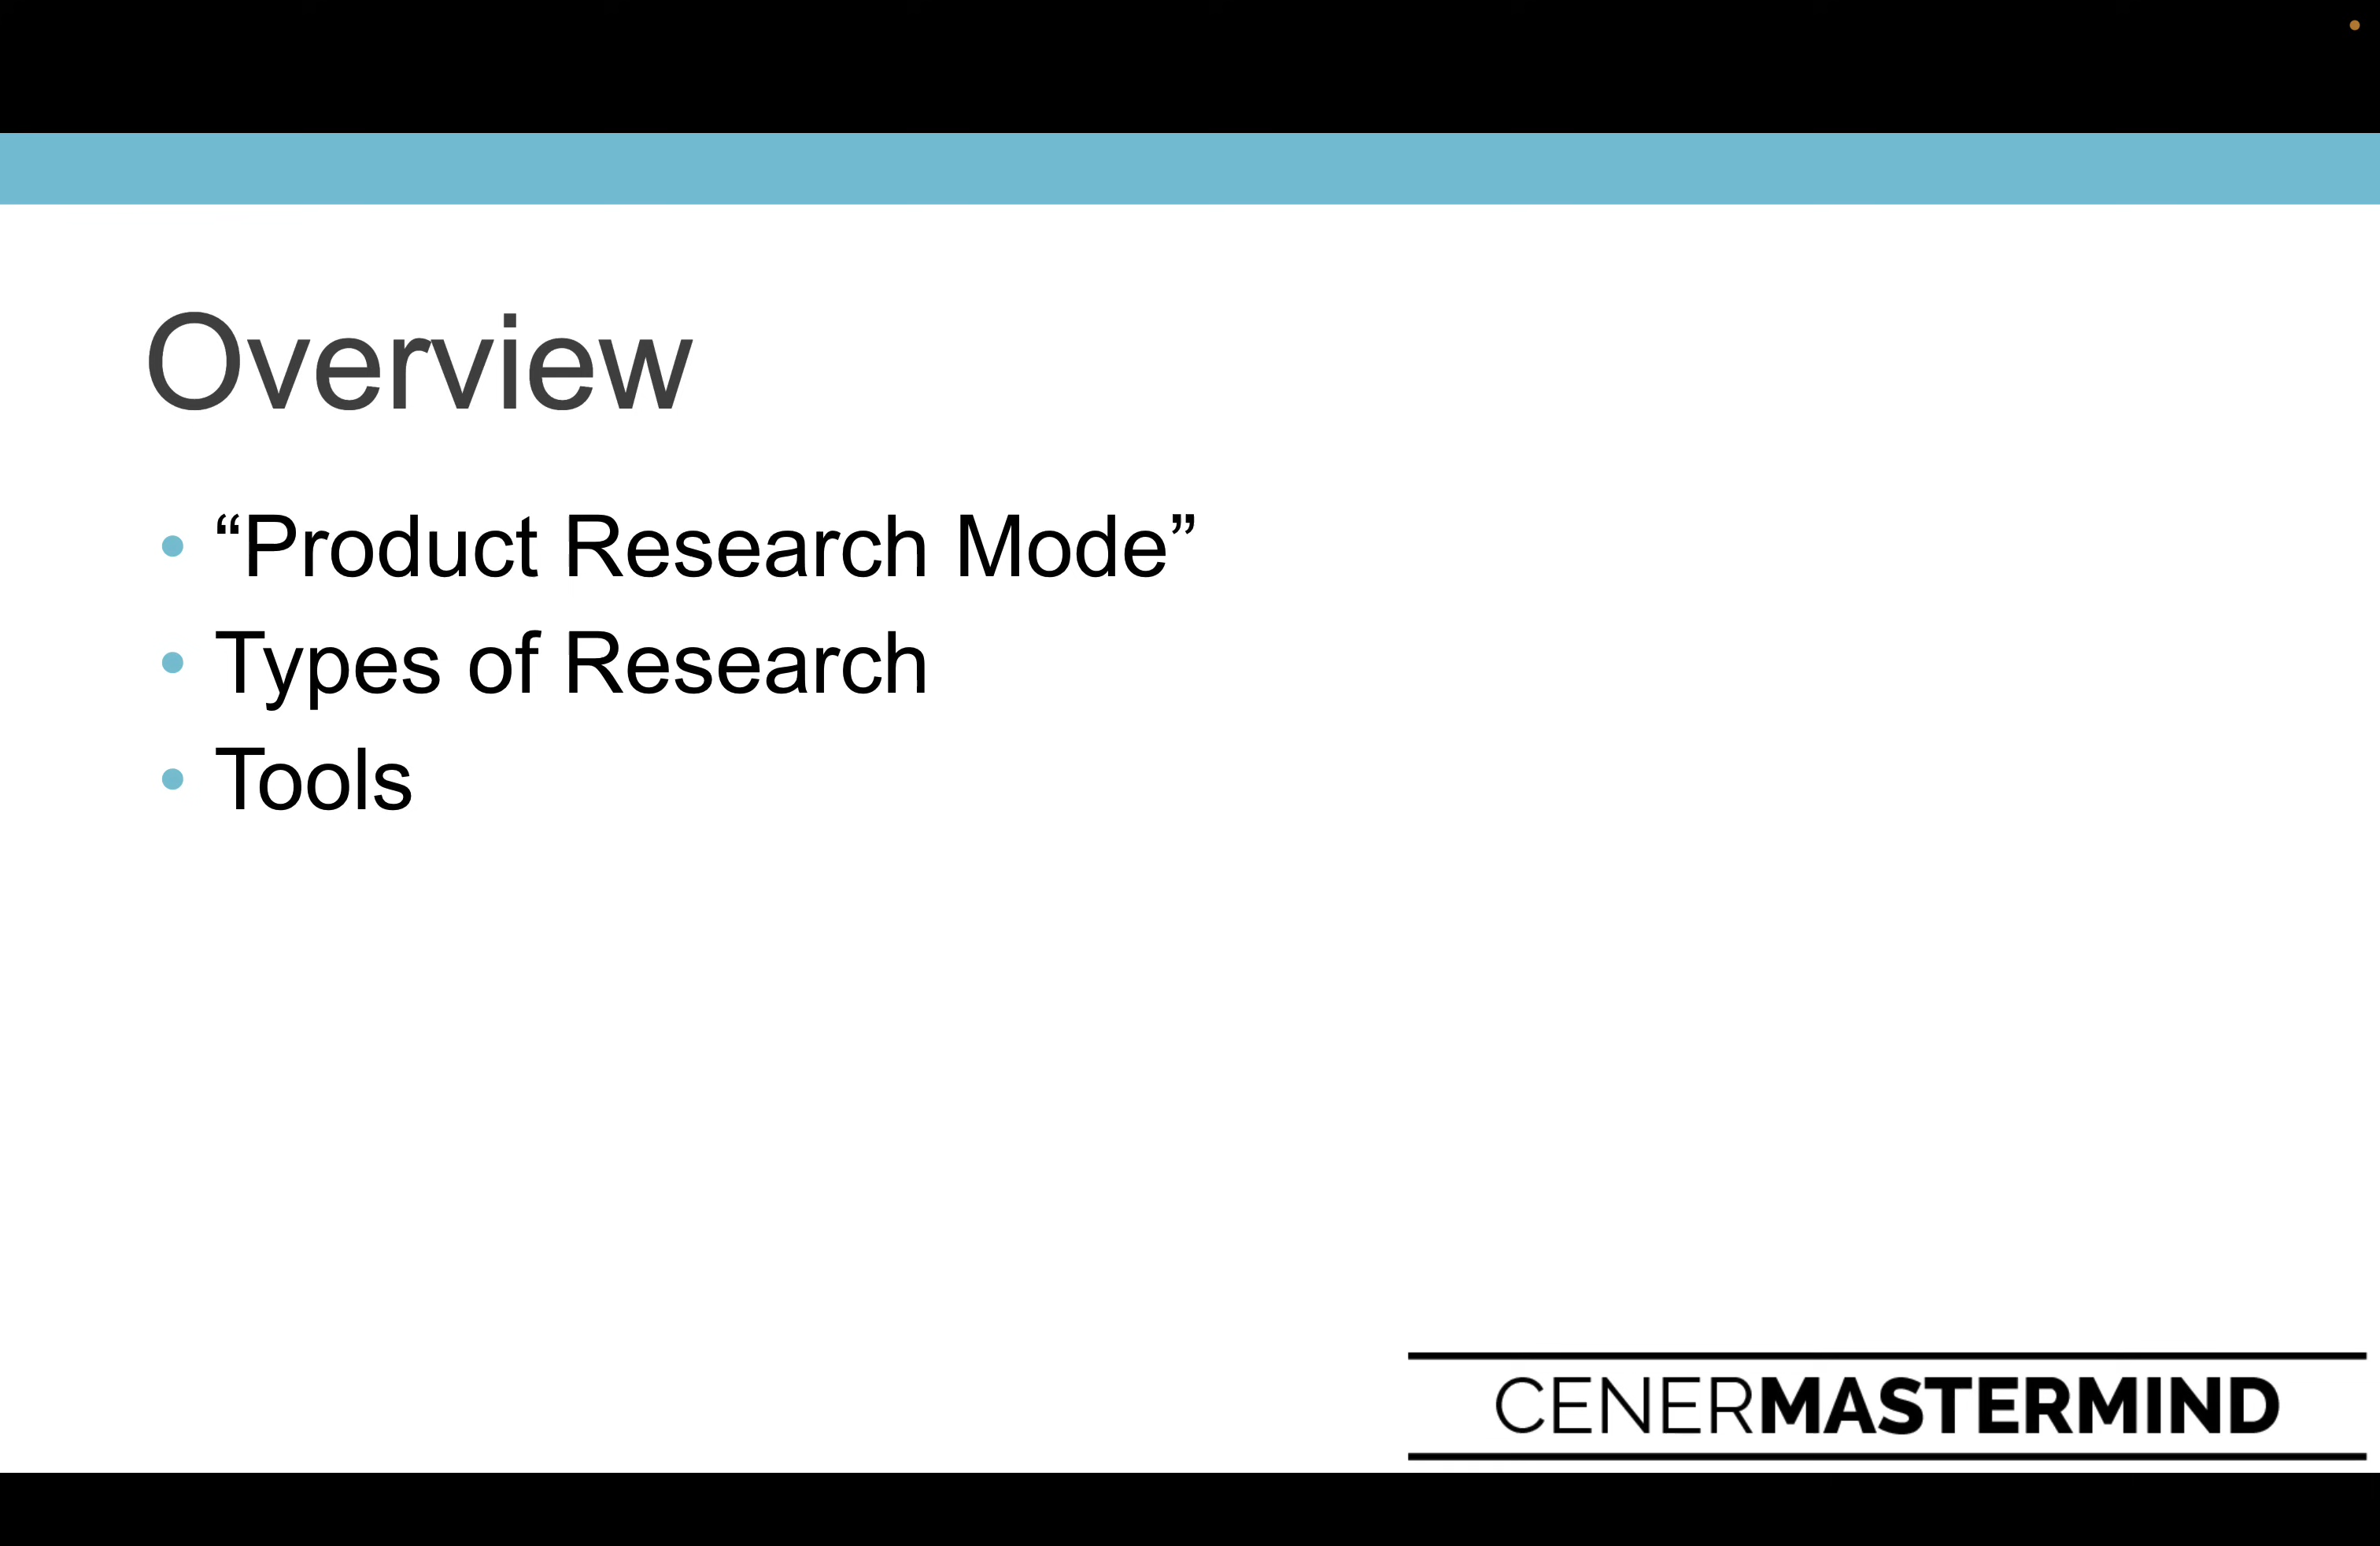 Overview
“Product Research Mode”
Types of Research
Tools
CENERMASTERMIND